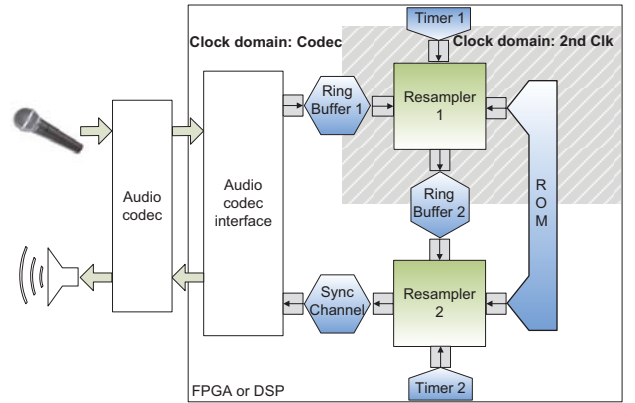 Timer 1
Clock domain: Codec
Clock domain: 2nd Clk
Ring
Buffer 1
Resampler
1
Audio
codec
Audio
codec
interface
Ring
Buffer 2
R
O
M
Sync
Channel
Resampler
2
Timer 2
FPGA or DSP